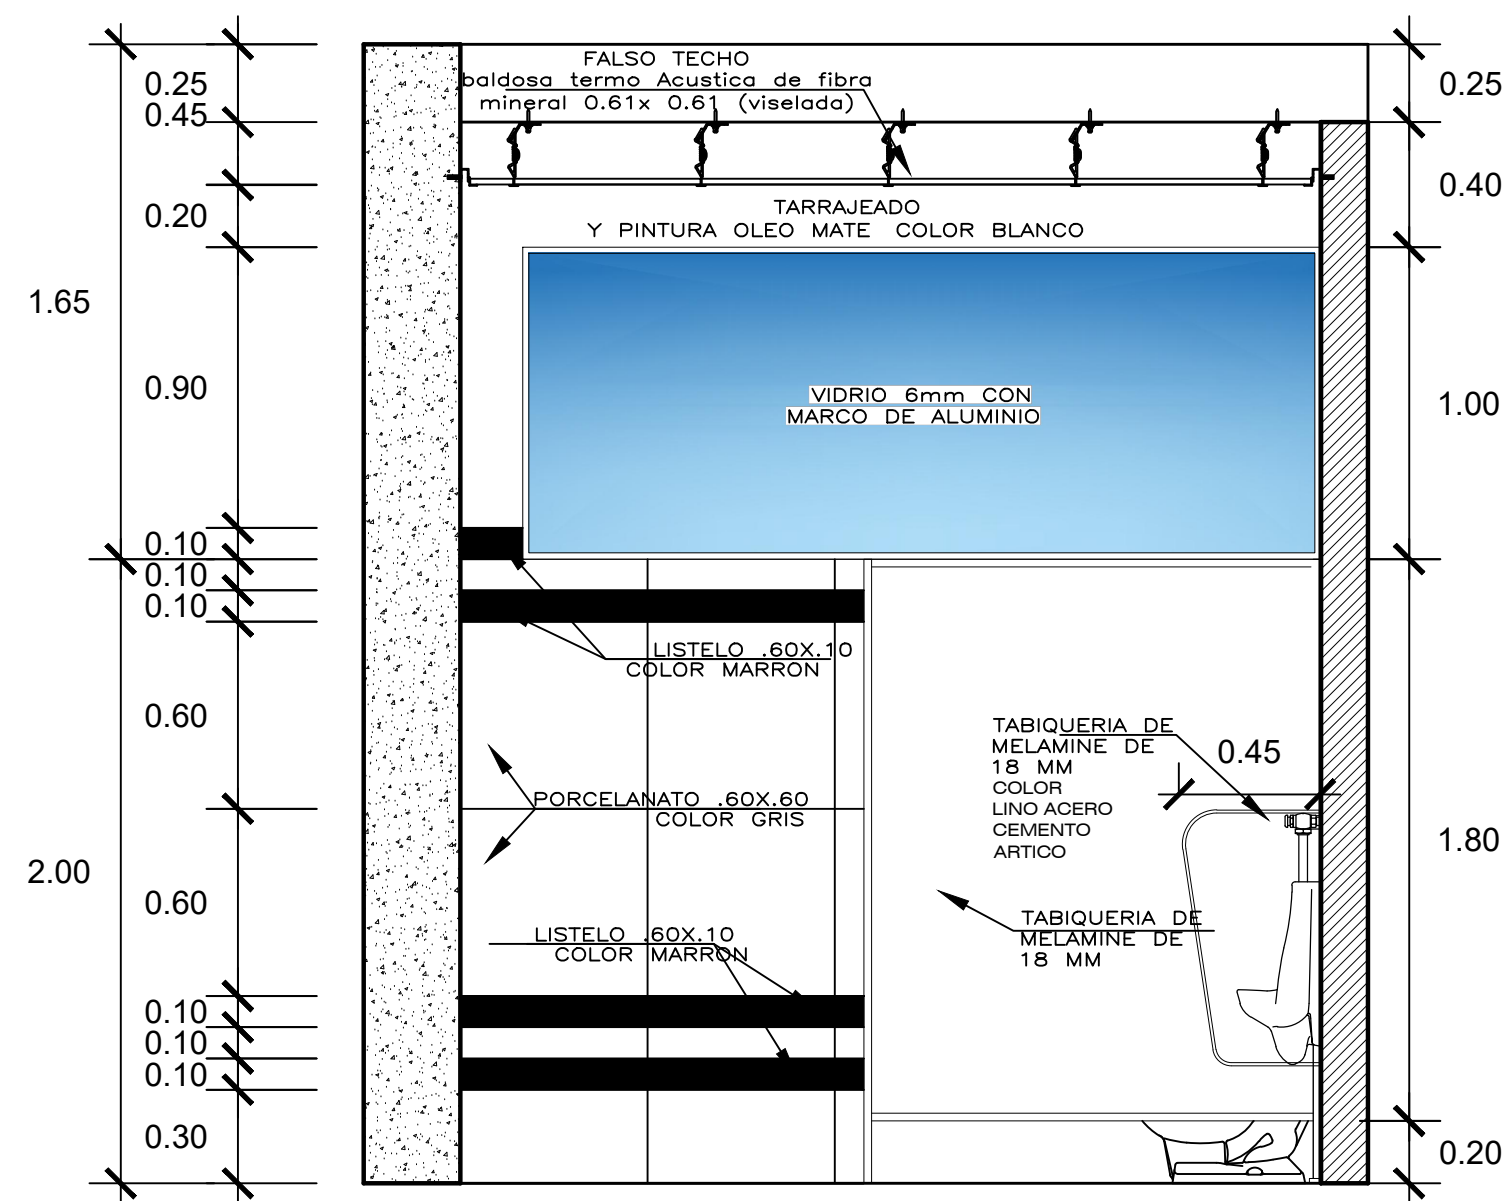 FALSO TECHO
baldosa termo Acustica de fibra
mineral 0.61x 0.61 (viselada)
0.25
0.45
0.20
1.65
0.90
0.10
0.10
0.10
0.60
2.00
0.60
0.10
0.10
0.10
0.30
TARRAJEADO
Y PINTURA OLEO MATE COLOR BLANCO
VIDRIO 6mm CON
MARCO DE ALUMINIO
LISTELO .60X.10
COLOR MARRON
PORCELANATO .60X.60
COLOR GRIS
LISTELO .60X.10
COLOR MARRON
TABIQUERIA DE
MELAMINE DE
18 MM
COLOR
LINO ACERO
CEMENTO
ARTICO
0.45
TABIQUERIA DE
MELAMINE DE
18 MM
0.25
0.40
1.00
1.80
0.20